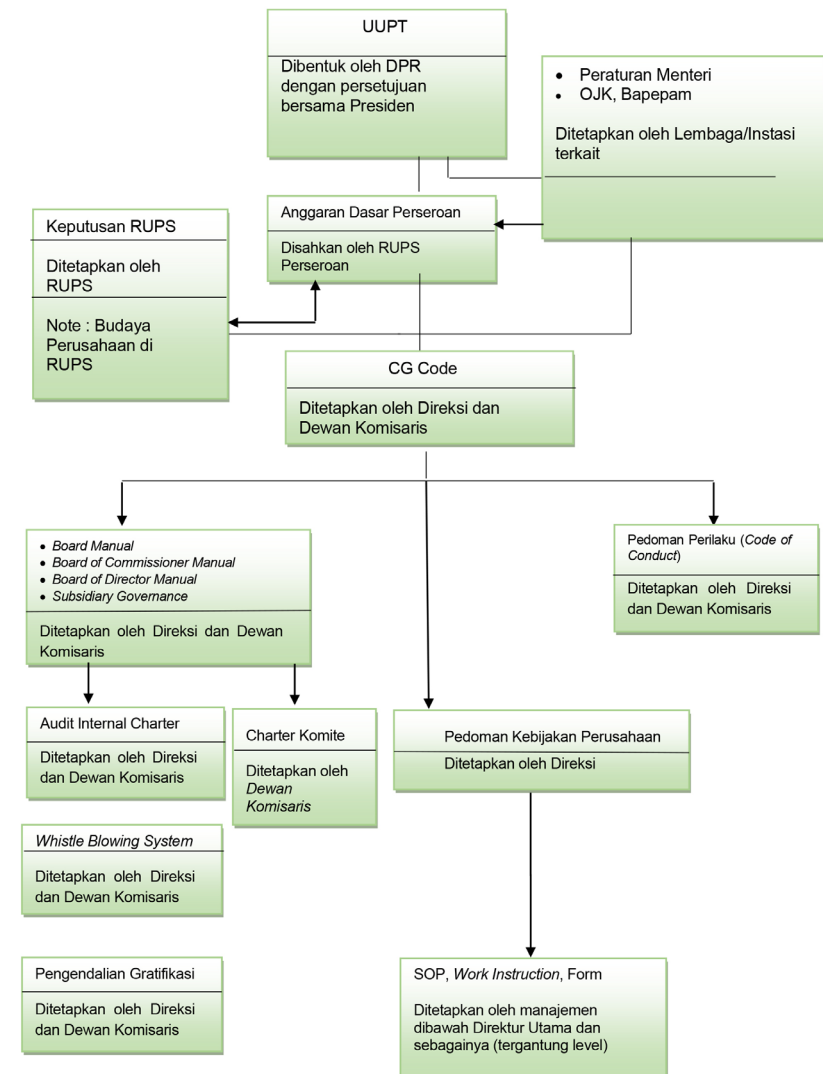 UUPT
Dibentuk oleh DPR
dengan persetujuan
bersama Presiden
• Peraturan Menteri
• OJK, Bapepam
Ditetapkan oleh Lembaga/Instasi
terkait
Anggaran Dasar Perseroan
Disahkan oleh RUPS
Perseroan
Keputusan RUPS
Ditetapkan oleh
RUPS
Note : Budaya
Perusahaan di
RUPS
CG Code
Ditetapkan oleh Direksi dan
Dewan Komisaris
• Board Manual
• Board of Commissioner Manual
• Board of Director Manual
• Subsidiary Governance
Ditetapkan oleh Direksi dan Dewan
Komisaris
Pedoman Perilaku (Code of
Conduct)
Ditetapkan oleh Direksi
dan Dewan Komisaris
Audit Internal Charter
Ditetapkan oleh Direksi
dan Dewan Komisaris
Charter Komite
Ditetapkan oleh
Dewan
Komisaris
Pedoman Kebijakan Perusahaan
Ditetapkan oleh Direksi
Whistle Blowing System
Ditetapkan oleh Direksi
dan Dewan Komisaris
Pengendalian Gratifikasi
Ditetapkan oleh Direksi
dan Dewan Komisaris
SOP, Work Instruction, Form
Ditetapkan oleh manajemen
dibawah Direktur Utama dan
sebagainya (tergantung level)